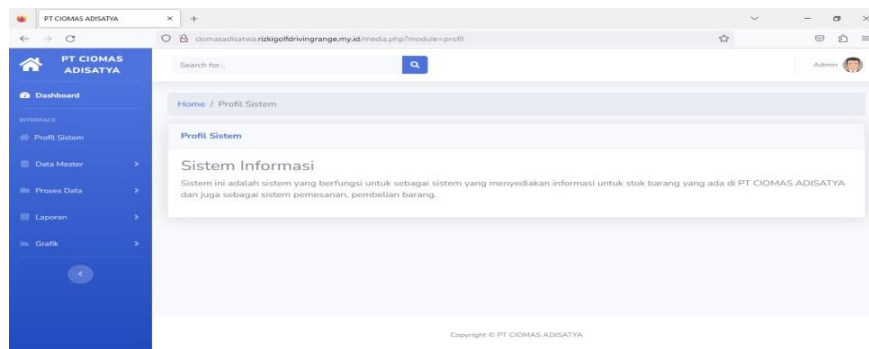 PT CIOMAS ADISATYA
ciomasadisatwa.rizkigolfdrivingrange.my.id/media.php?module=profil
PT CIOMAS
ADISATYA
Search for...
Admin
Dashboard
Home / Profil Sistem
INTERFACE
Profil Sistem
Profil Sistem
Data Master
Sistem Informasi
Sistem ini adalah sistem yang berfungsi untuk sebagai sistem yang menyediakan informasi untuk stok barang yang ada di PT CIOMAS ADISATYA
dan juga sebagai sistem pemesanan, pembelian barang.
Proses Data
Laporan
Grafik
Copyright © PT CIOMAS ADISATYA